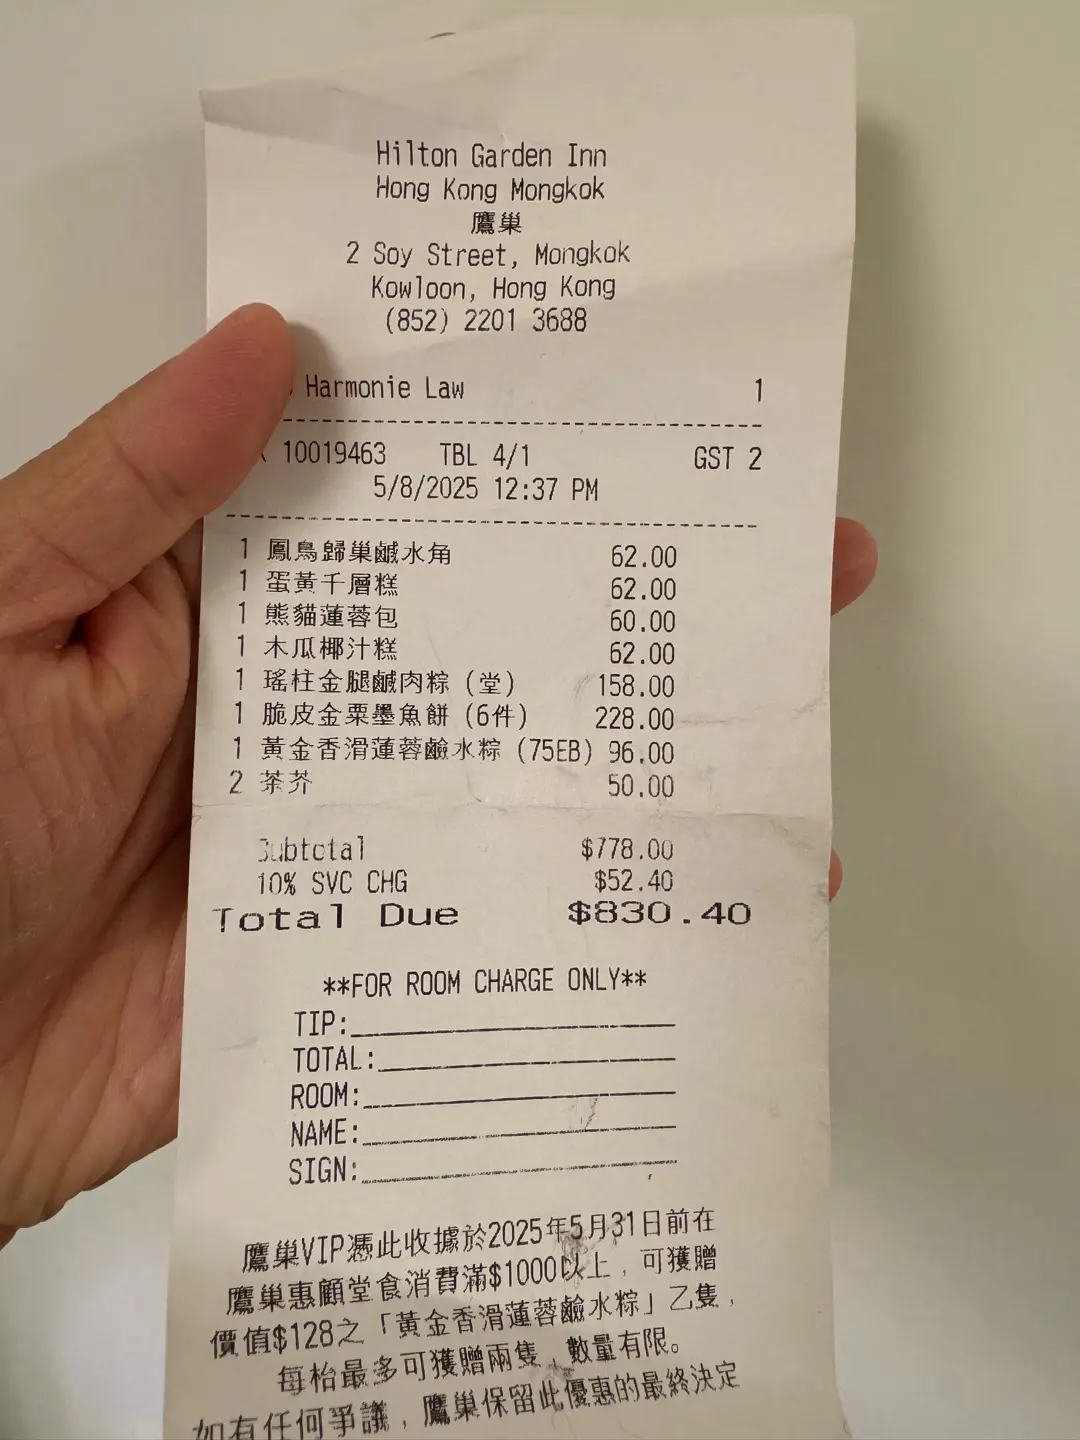 Hilton Garden Inn
Hong Kong Mongkok
鷹巢
2 Soy Street, Mongkok
Kowloon, Hong Kong
(852) 2201 3688
Harmonie Law 1
10019463 TBL 4/1 GST 2
5/8/2025 12:37 PM
1 鳳鳥歸巢鹹水角 62.00
1 蛋黃千層糕 62.00
1 熊貓蓮蓉包 60.00
1 木瓜椰汁糕 62.00
1 瑤柱金腿鹹肉粽 (堂) 158.00
1 脆皮金粟墨魚餅 (6件) 228.00
1 黃金香滑蓮蓉鹼水粽 (75EB) 96.00
2 茶芥 50.00
Subtotal $778.00
10% SVC CHG $52.40
Total Due $830.40
**FOR ROOM CHARGE ONLY**
TIP:
TOTAL:
ROOM:
NAME:
SIGN:
鷹巢VIP憑此收據於2025年5月31日前在
鷹巢惠顧堂食消費滿$1000以上，可獲贈
價值$128之「黃金香滑蓮蓉鹼水粽」乙隻，
每枱最多可獲贈兩隻，數量有限。
如有任何爭議，鷹巢保留此優惠的最終決定